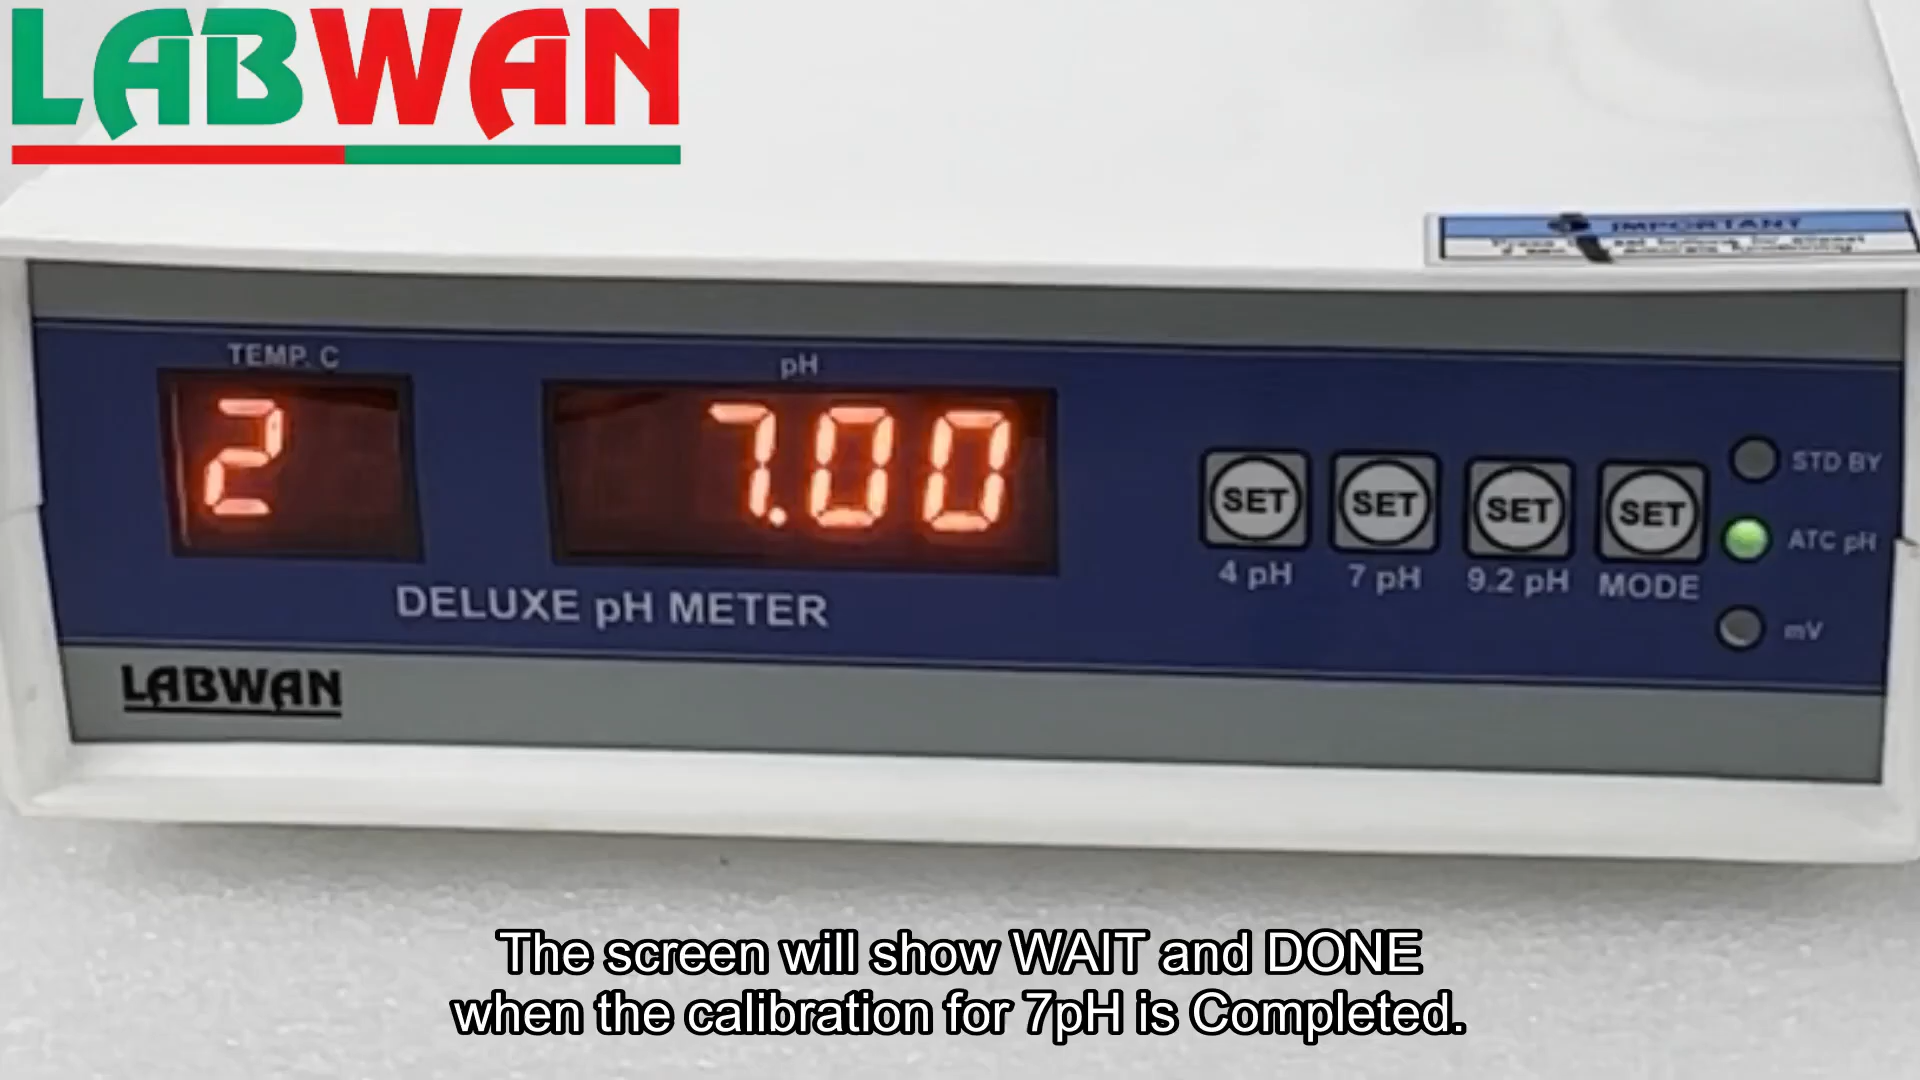 LABWAN
IMPORTANT
TEMP. C
pH
2
7.00
STD BY
SET SET SET SET
ATC pH
4 pH 7 pH 9.2 pH MODE
DELUXE pH METER
mV
LABWAN
The screen will show WAIT and DONE
when the calibration for 7pH is Completed.